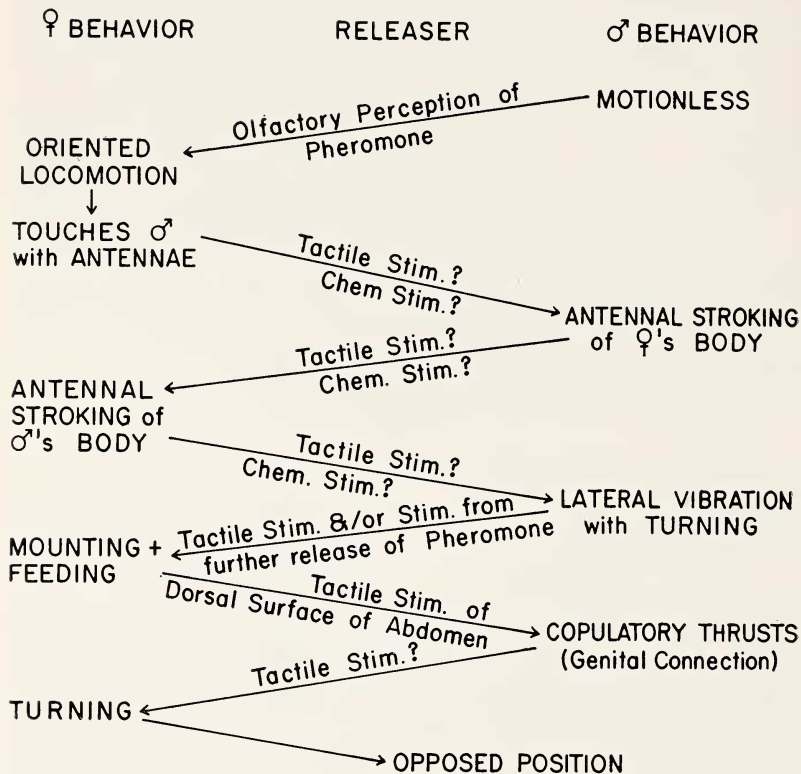 ♀ BEHAVIOR RELEASER ♂ BEHAVIOR
MOTIONLESS
Olfactory Perception of
Pheromone
ORIENTED
LOCOMOTION
TOUCHES ♂
with ANTENNAE
Tactile Stim.?
Chem Stim.?
ANTENNAL STROKING
of ♀'s BODY
Tactile Stim.?
Chem. Stim.?
ANTENNAL
STROKING of
♂'s BODY
Tactile Stim.?
Chem. Stim.?
LATERAL VIBRATION
with TURNING
Tactile Stim. &/or Stim. from
further release of Pheromone
MOUNTING +
FEEDING
Tactile Stim. of
Dorsal Surface of Abdomen
COPULATORY THRUSTS
(Genital Connection)
Tactile Stim.?
TURNING
OPPOSED POSITION